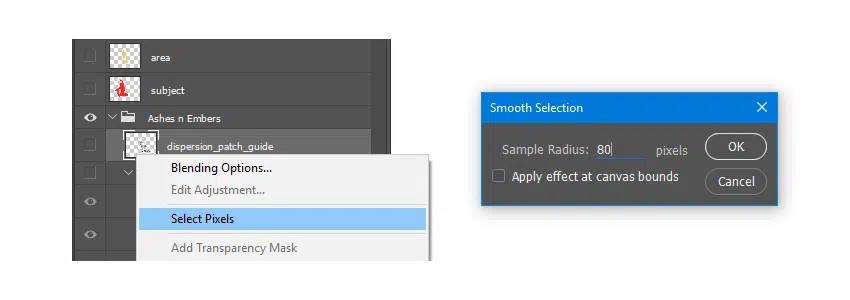 area
subject
Ashes n Embers
dispersion_patch_guide
Blending Options...
Edit Adjustment...
Select Pixels
Add Transparency Mask
Smooth Selection
Sample Radius: 80 pixels
OK
Apply effect at canvas bounds
Cancel